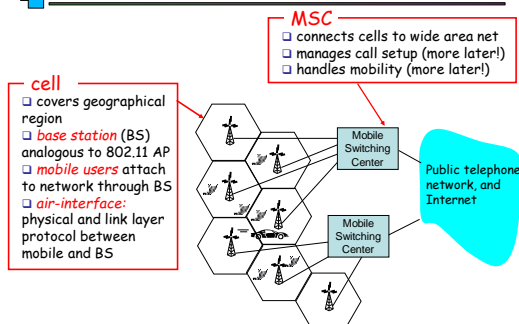 MSC
❑ connects cells to wide area net
❑ manages call setup (more later!)
❑ handles mobility (more later!)
cell
❑ covers geographical
region
❑ base station (BS)
analogous to 802.11 AP
❑ mobile users attach
to network through BS
❑ air-interface:
physical and link layer
protocol between
mobile and BS
Mobile
Switching
Center
Public telephone
network, and
Internet
Mobile
Switching
Center